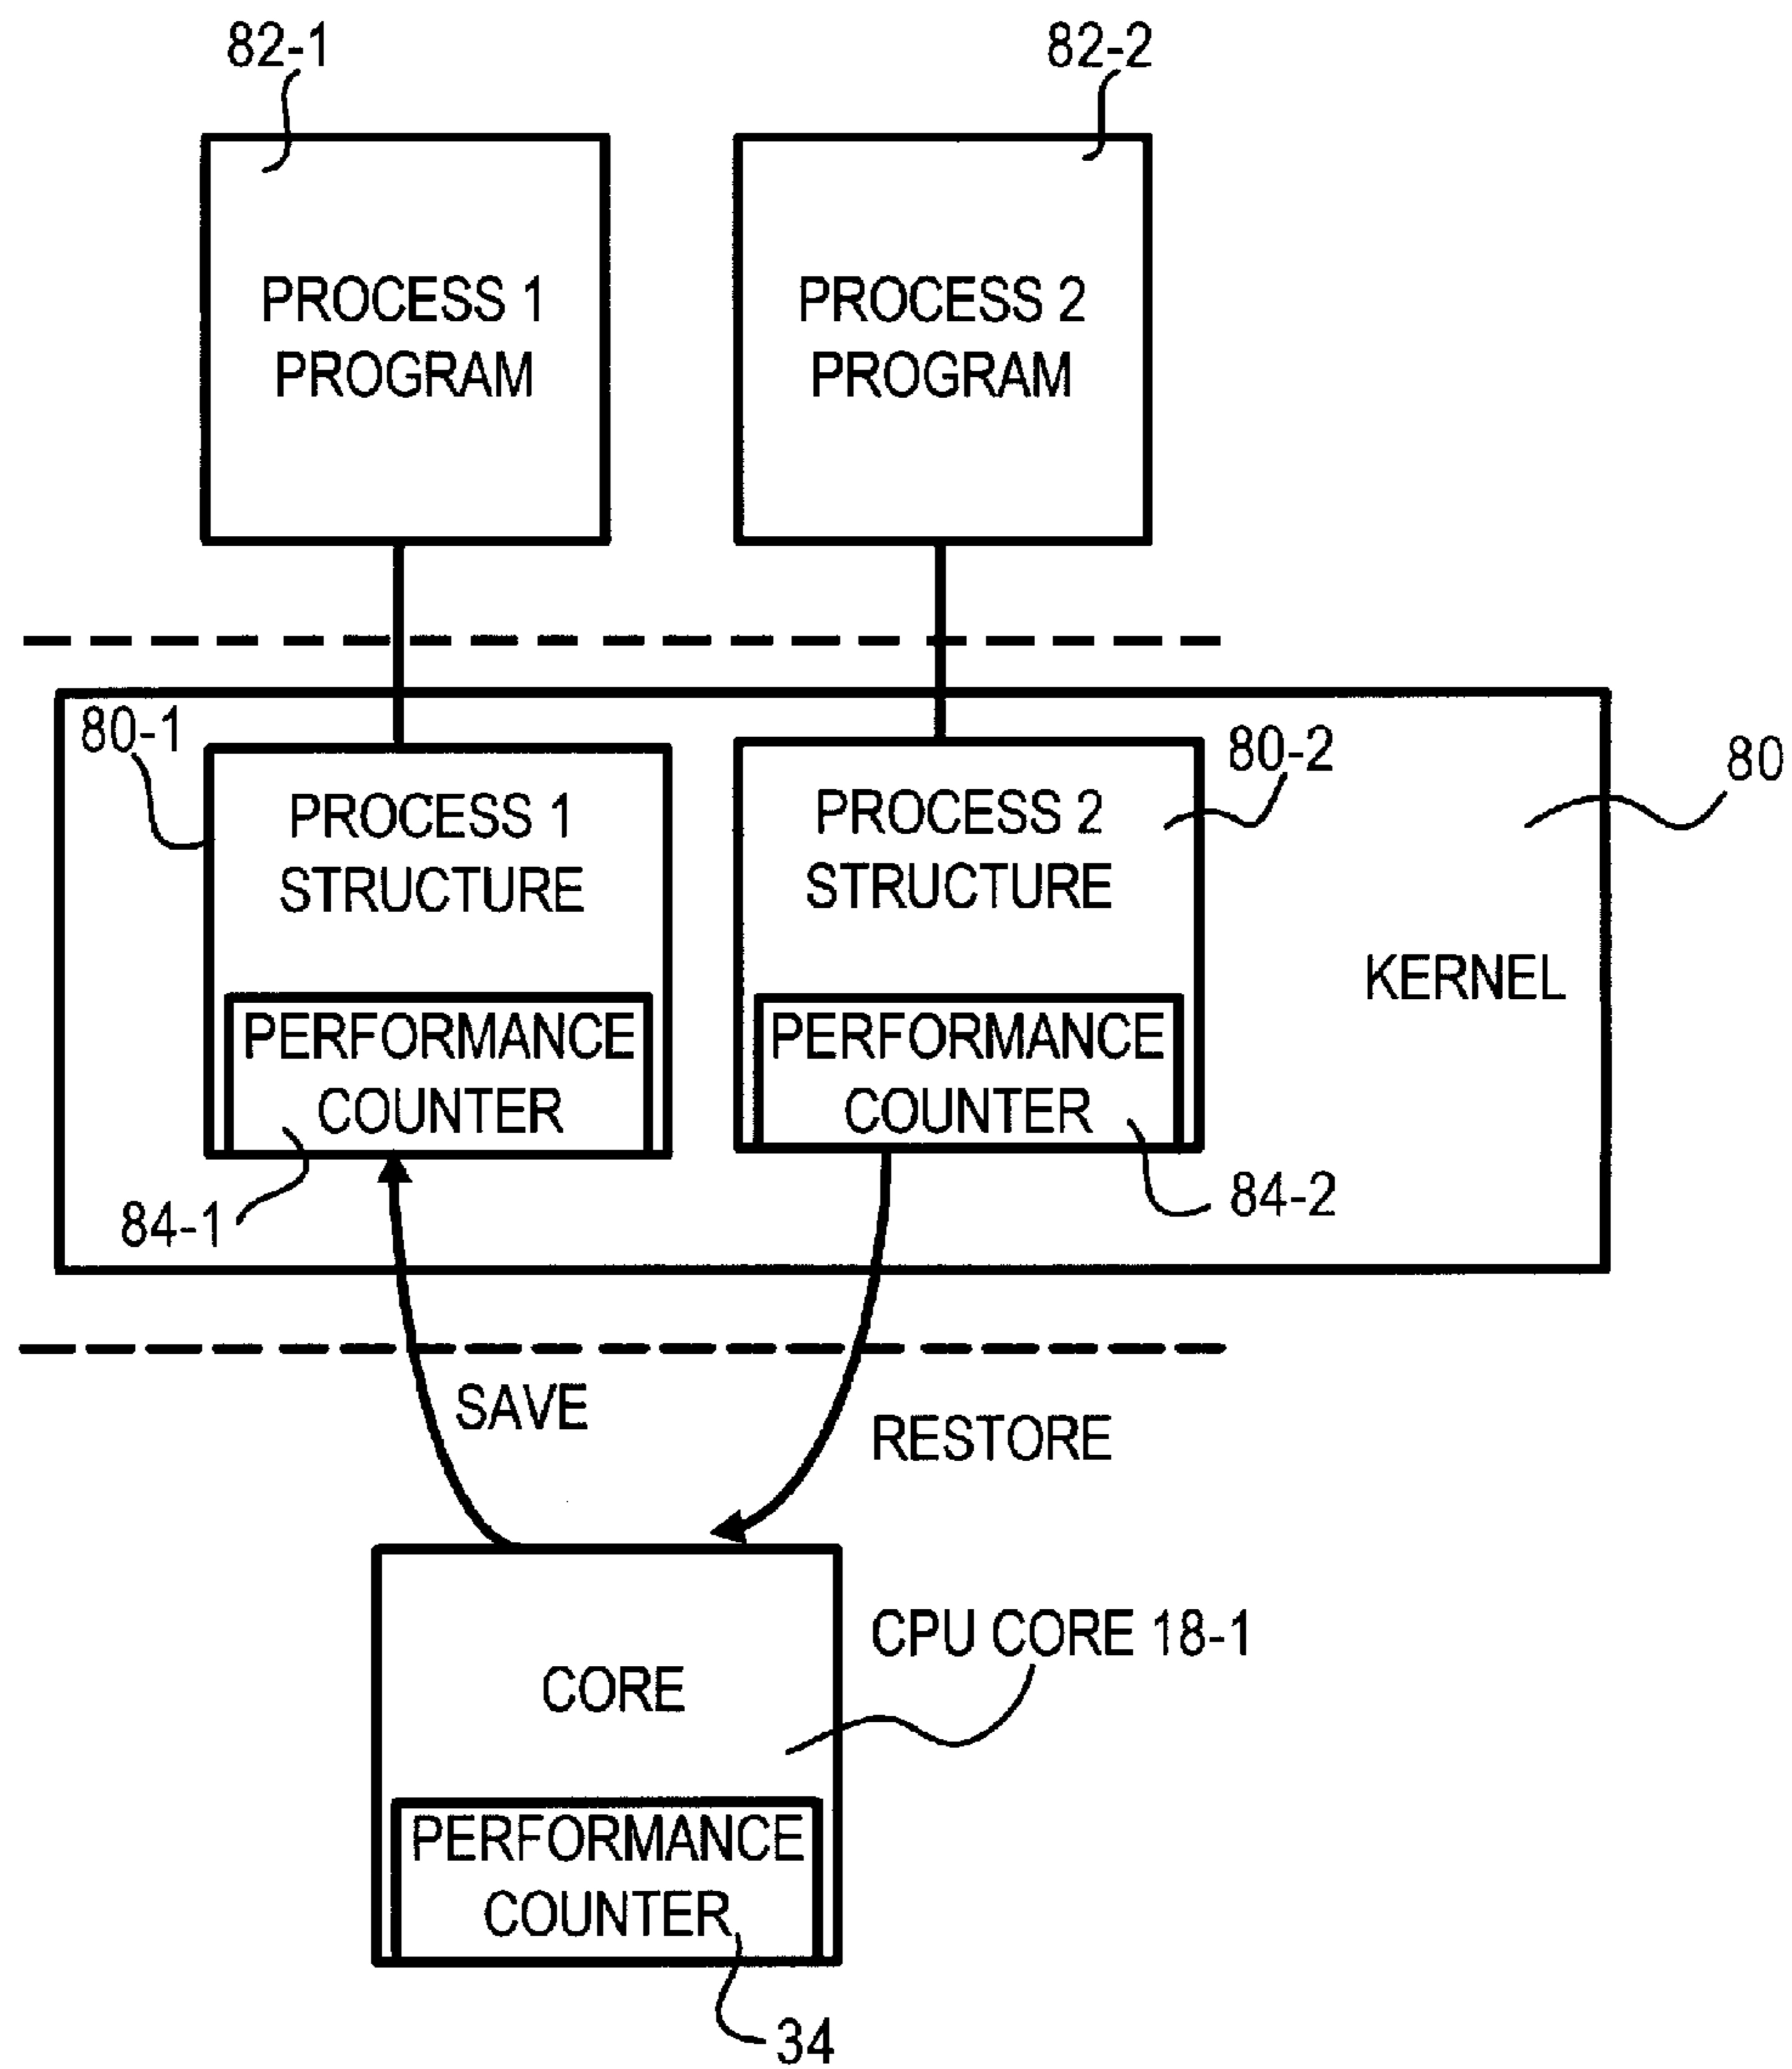 82-1
82-2
PROCESS 1
PROGRAM
PROCESS 2
PROGRAM
80-1
PROCESS 1
STRUCTURE
PERFORMANCE
COUNTER
84-1
80-2
PROCESS 2
STRUCTURE
PERFORMANCE
COUNTER
84-2
80
KERNEL
SAVE
RESTORE
CPU CORE 18-1
CORE
PERFORMANCE
COUNTER
34